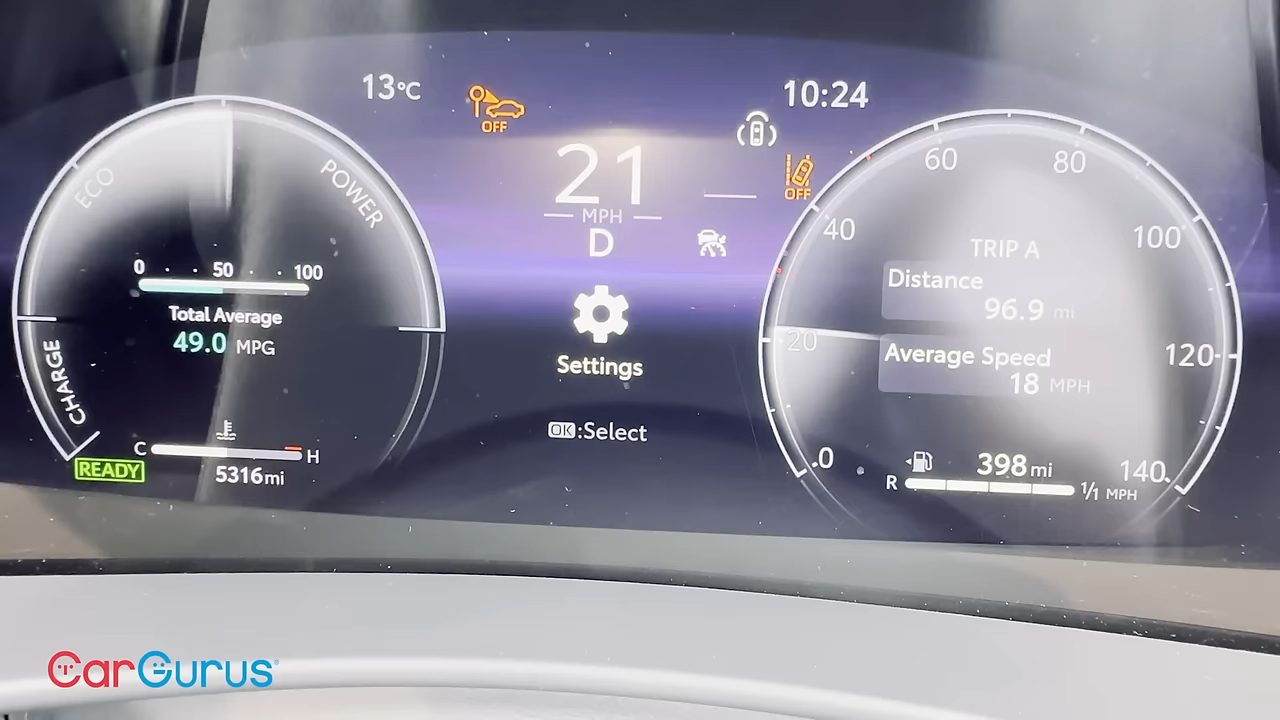 13°C
10:24
OFF
21
MPH
D
OFF
ECO
POWER
CHARGE
0 50 100
Total Average
49.0 MPG
C H
READY
5316mi
Settings
OK:Select
0
20
40
60
80
100
120
140
MPH
TRIP A
Distance
96.9 mi
Average Speed
18 MPH
398mi
R 1/1
CarGurus